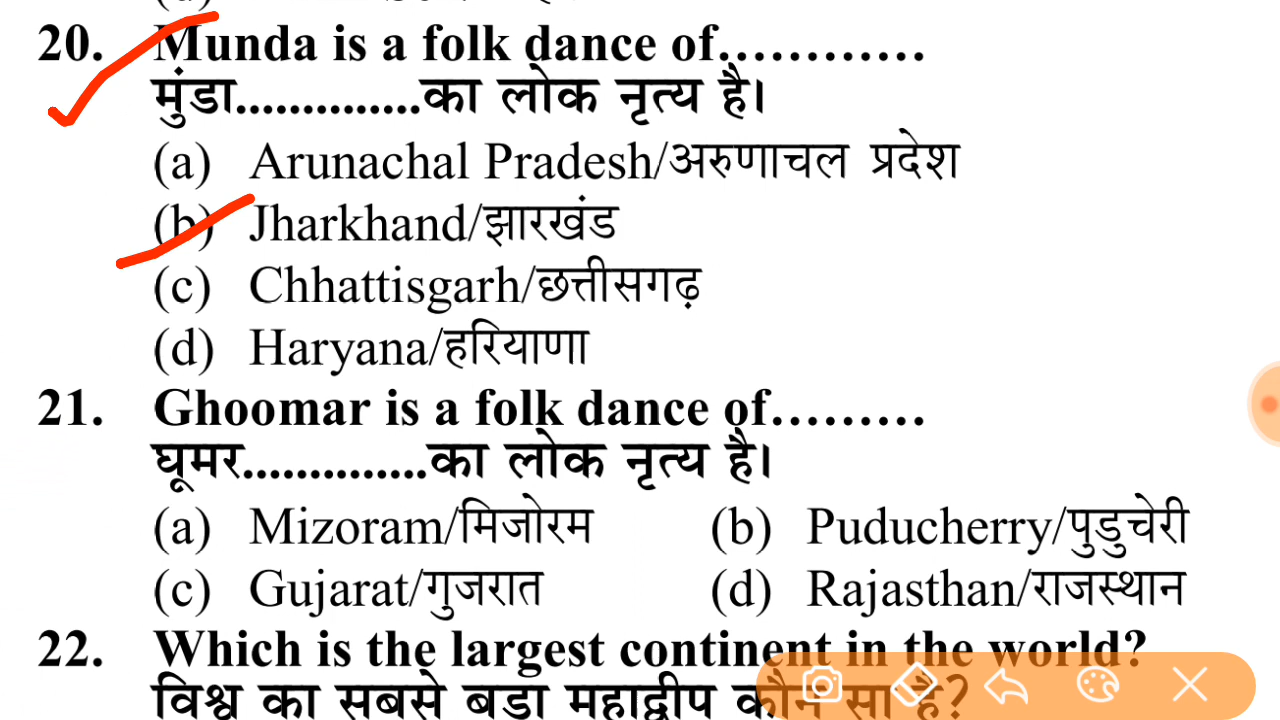 20. Munda is a folk dance of............
मुंडा..............का लोक नृत्य है।
(a) Arunachal Pradesh/अरुणाचल प्रदेश
(b) Jharkhand/झारखंड
(c) Chhattisgarh/छत्तीसगढ़
(d) Haryana/हरियाणा
21. Ghoomar is a folk dance of.........
घूमर..............का लोक नृत्य है।
(a) Mizoram/मिजोरम (b) Puducherry/पुडुचेरी
(c) Gujarat/गुजरात (d) Rajasthan/राजस्थान
22. Which is the largest continent in the world?
विश्व का सबसे बडा महाद्वीप कौन सा है?